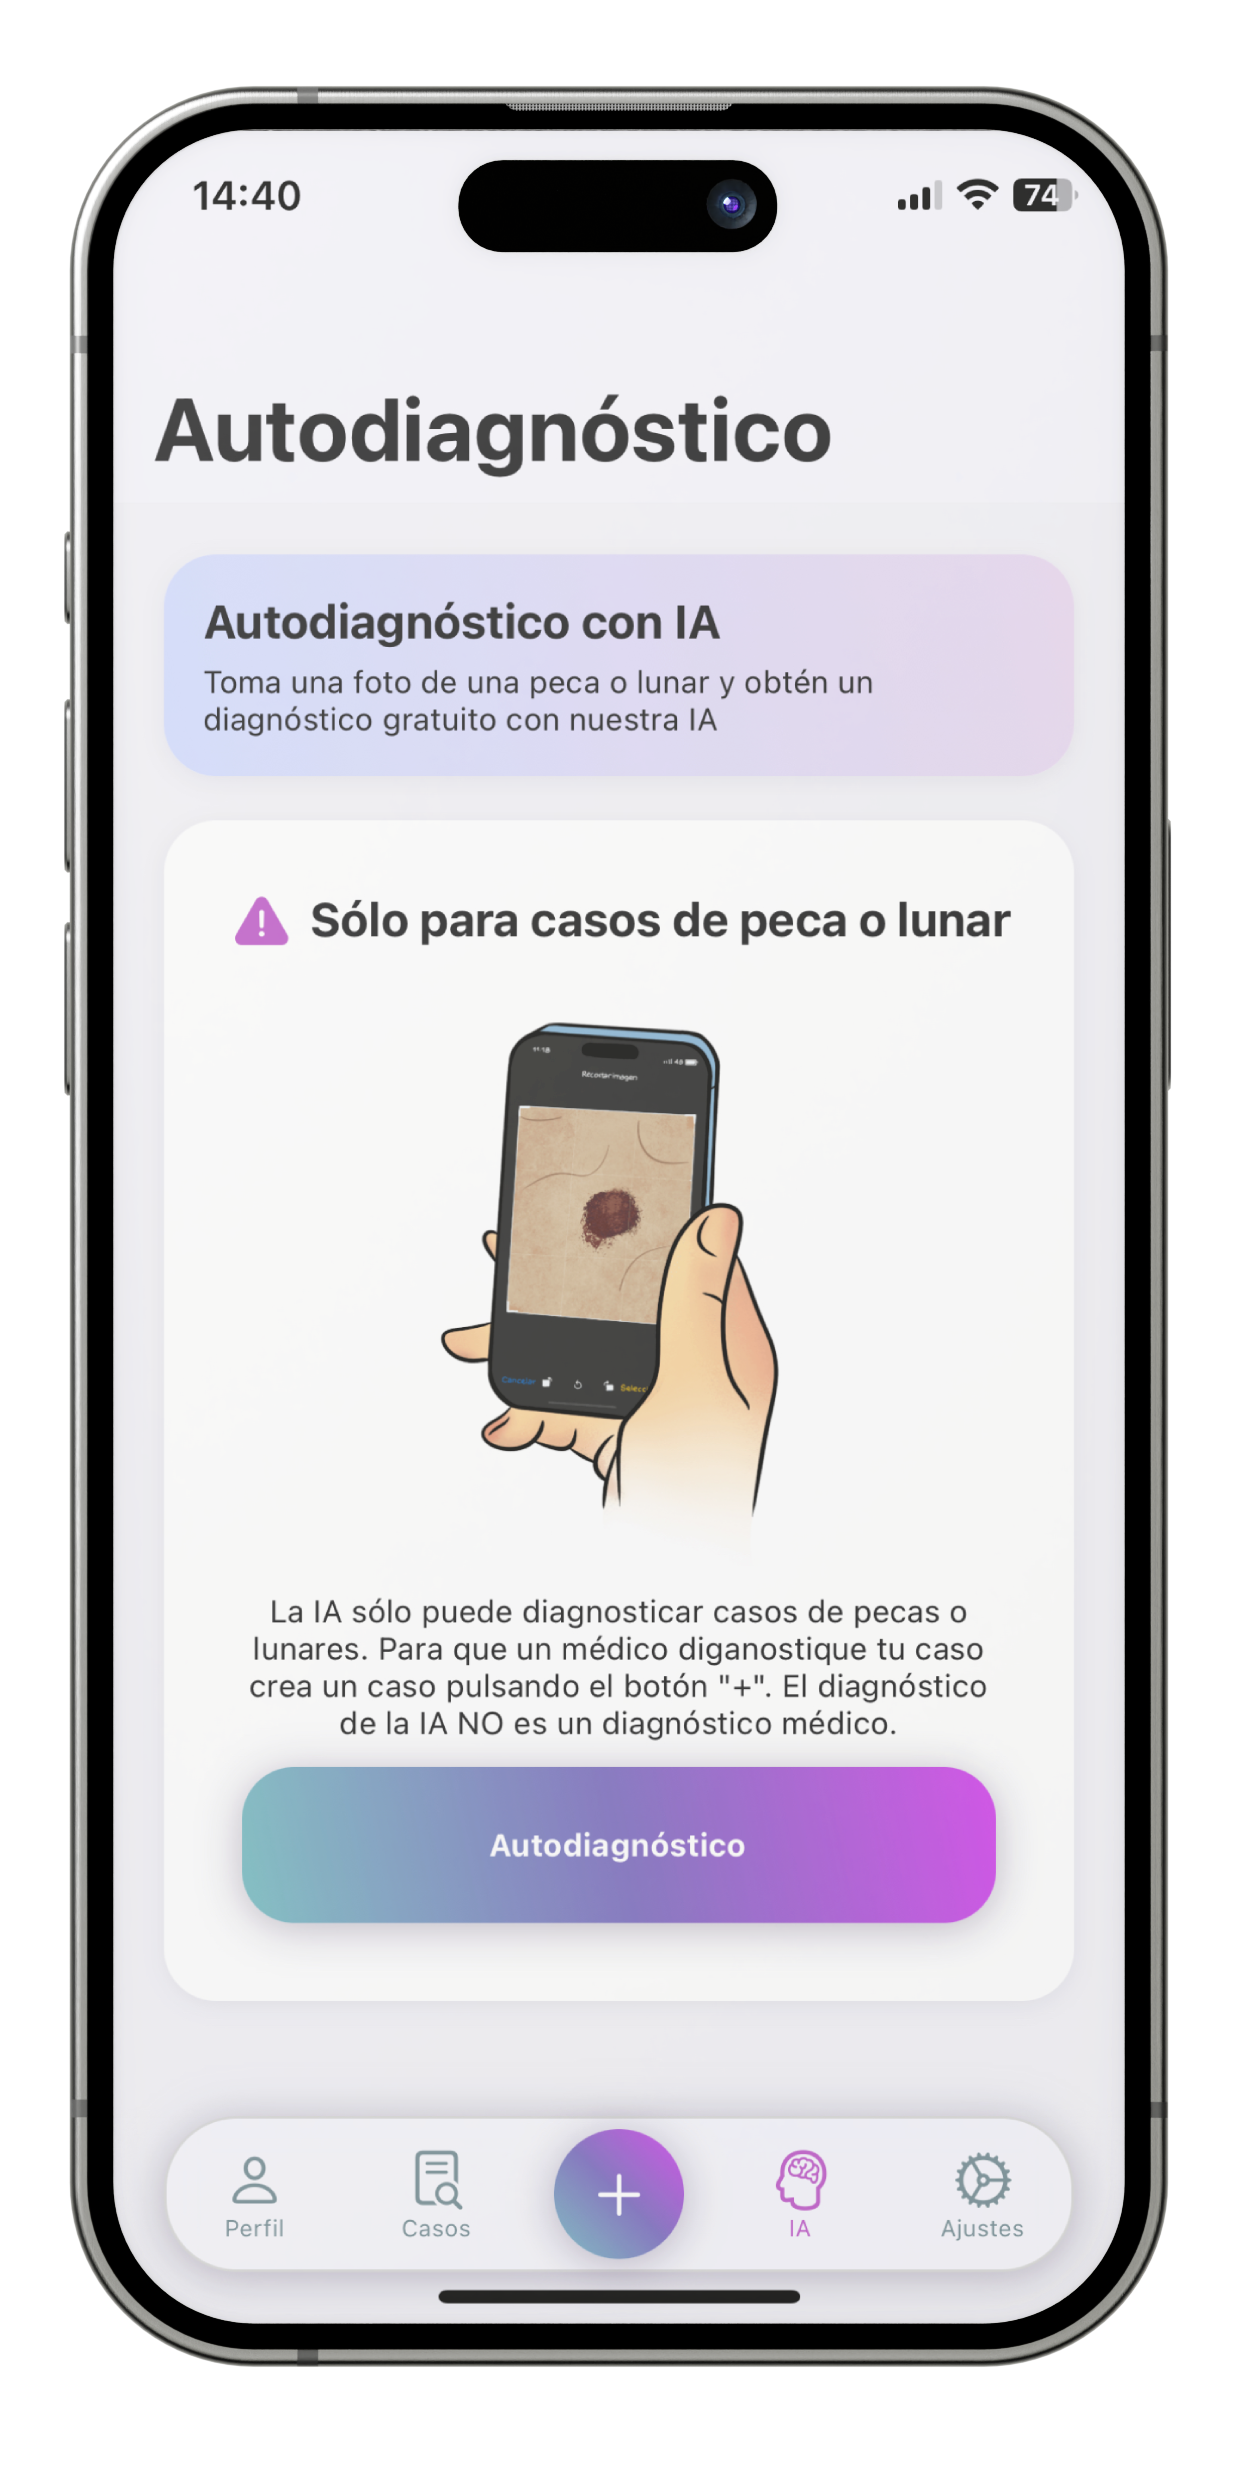 14:40
74
Autodiagnóstico
Autodiagnóstico con IA
Toma una foto de una peca o lunar y obtén un
diagnóstico gratuito con nuestra IA
Sólo para casos de peca o lunar
11:18
48
Recortar imagen
Cancelar
La IA sólo puede diagnosticar casos de pecas o
lunares. Para que un médico diganostique tu caso
crea un caso pulsando el botón "+". El diagnóstico
de la IA NO es un diagnóstico médico.
Autodiagnóstico
Perfil
Casos
IA
Ajustes